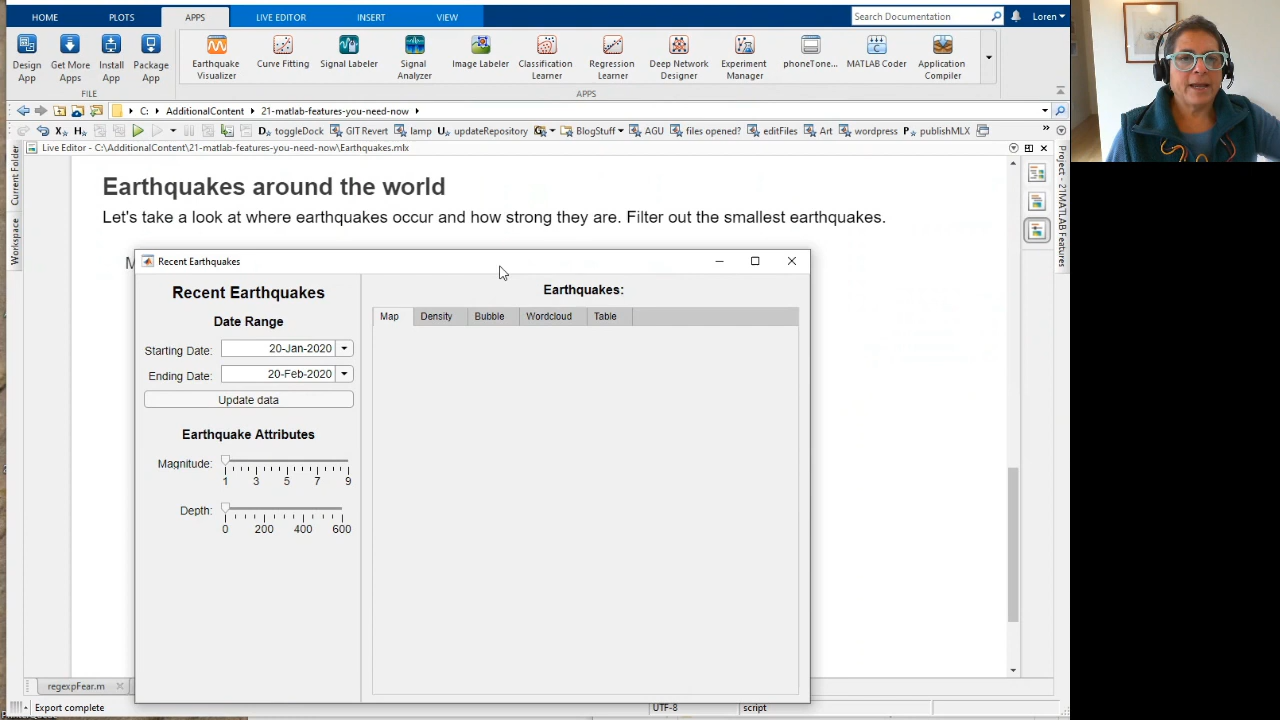 HOME PLOTS APPS LIVE EDITOR INSERT VIEW Search Documentation Loren
Design App Get More Apps Install App Package App Earthquake Visualizer Curve Fitting Signal Labeler Signal Analyzer Image Labeler Classification Learner Regression Learner Deep Network Designer Experiment Manager phoneTone... MATLAB Coder Application Compiler
FILE APPS
C: AdditionalContent 21-matlab-features-you-need-now
toggleDock GIT Revert lamp updateRepository BlogStuff AGU files opened? editFiles Art wordpress publishMLX
Live Editor - C:\AdditionalContent\21-matlab-features-you-need-now\Earthquakes.mlx
Current Folder
Workspace
Project - 21MATLAB Features
Earthquakes around the world
Let's take a look at where earthquakes occur and how strong they are. Filter out the smallest earthquakes.
M
Recent Earthquakes
Recent Earthquakes
Date Range
Starting Date: 20-Jan-2020
Ending Date: 20-Feb-2020
Update data
Earthquake Attributes
Magnitude:
1 3 5 7 9
Depth:
0 200 400 600
Earthquakes:
Map Density Bubble Wordcloud Table
regexpFear.m
Export complete UTF-8 script